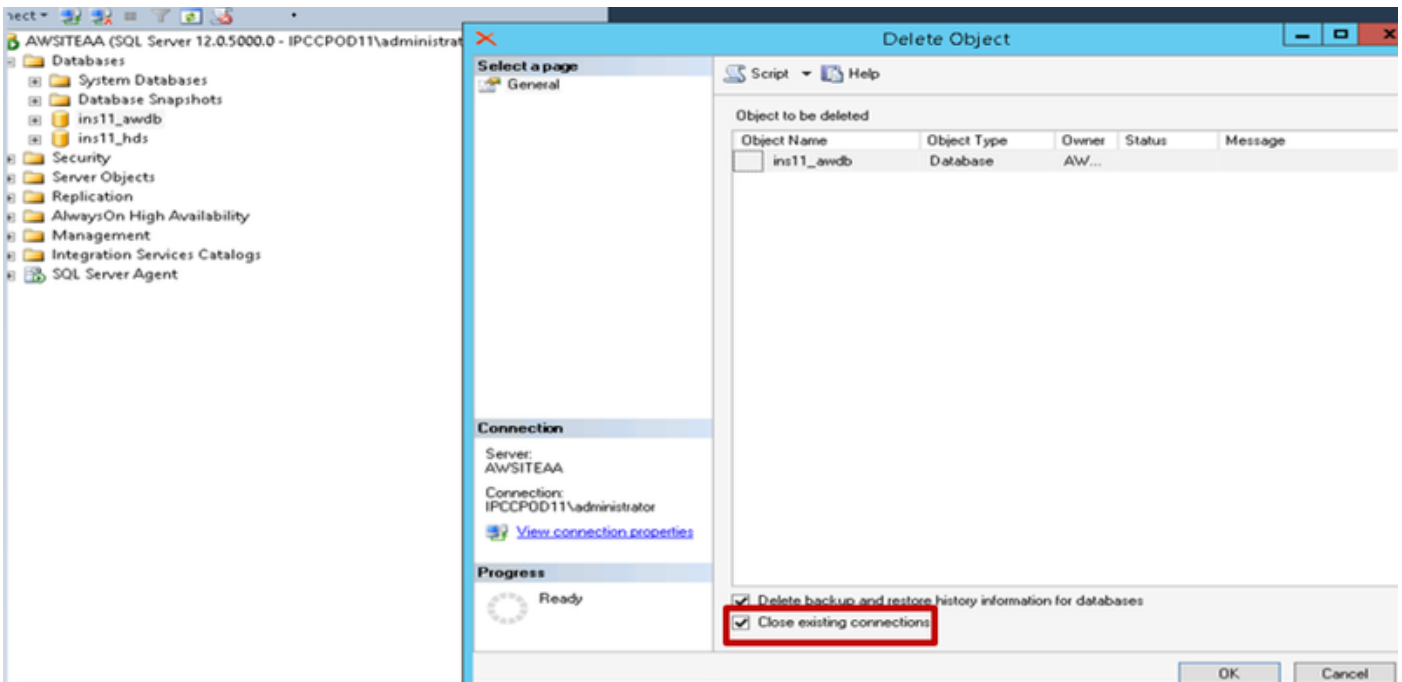 nect
AWSITEAA (SQL Server 12.0.5000.0 - IPCCPOD11\administrat
Databases
System Databases
Database Snapshots
ins11_awdb
ins11_hds
Security
Server Objects
Replication
AlwaysOn High Availability
Management
Integration Services Catalogs
SQL Server Agent
Delete Object
Select a page
General
Script Help
Object to be deleted
Object Name Object Type Owner Status Message
ins11_awdb Database AW...
Connection
Server:
AWSITEAA
Connection:
IPCCPOD11\administrator
View connection properties
Progress
Ready
Delete backup and restore history information for databases
Close existing connections
OK Cancel